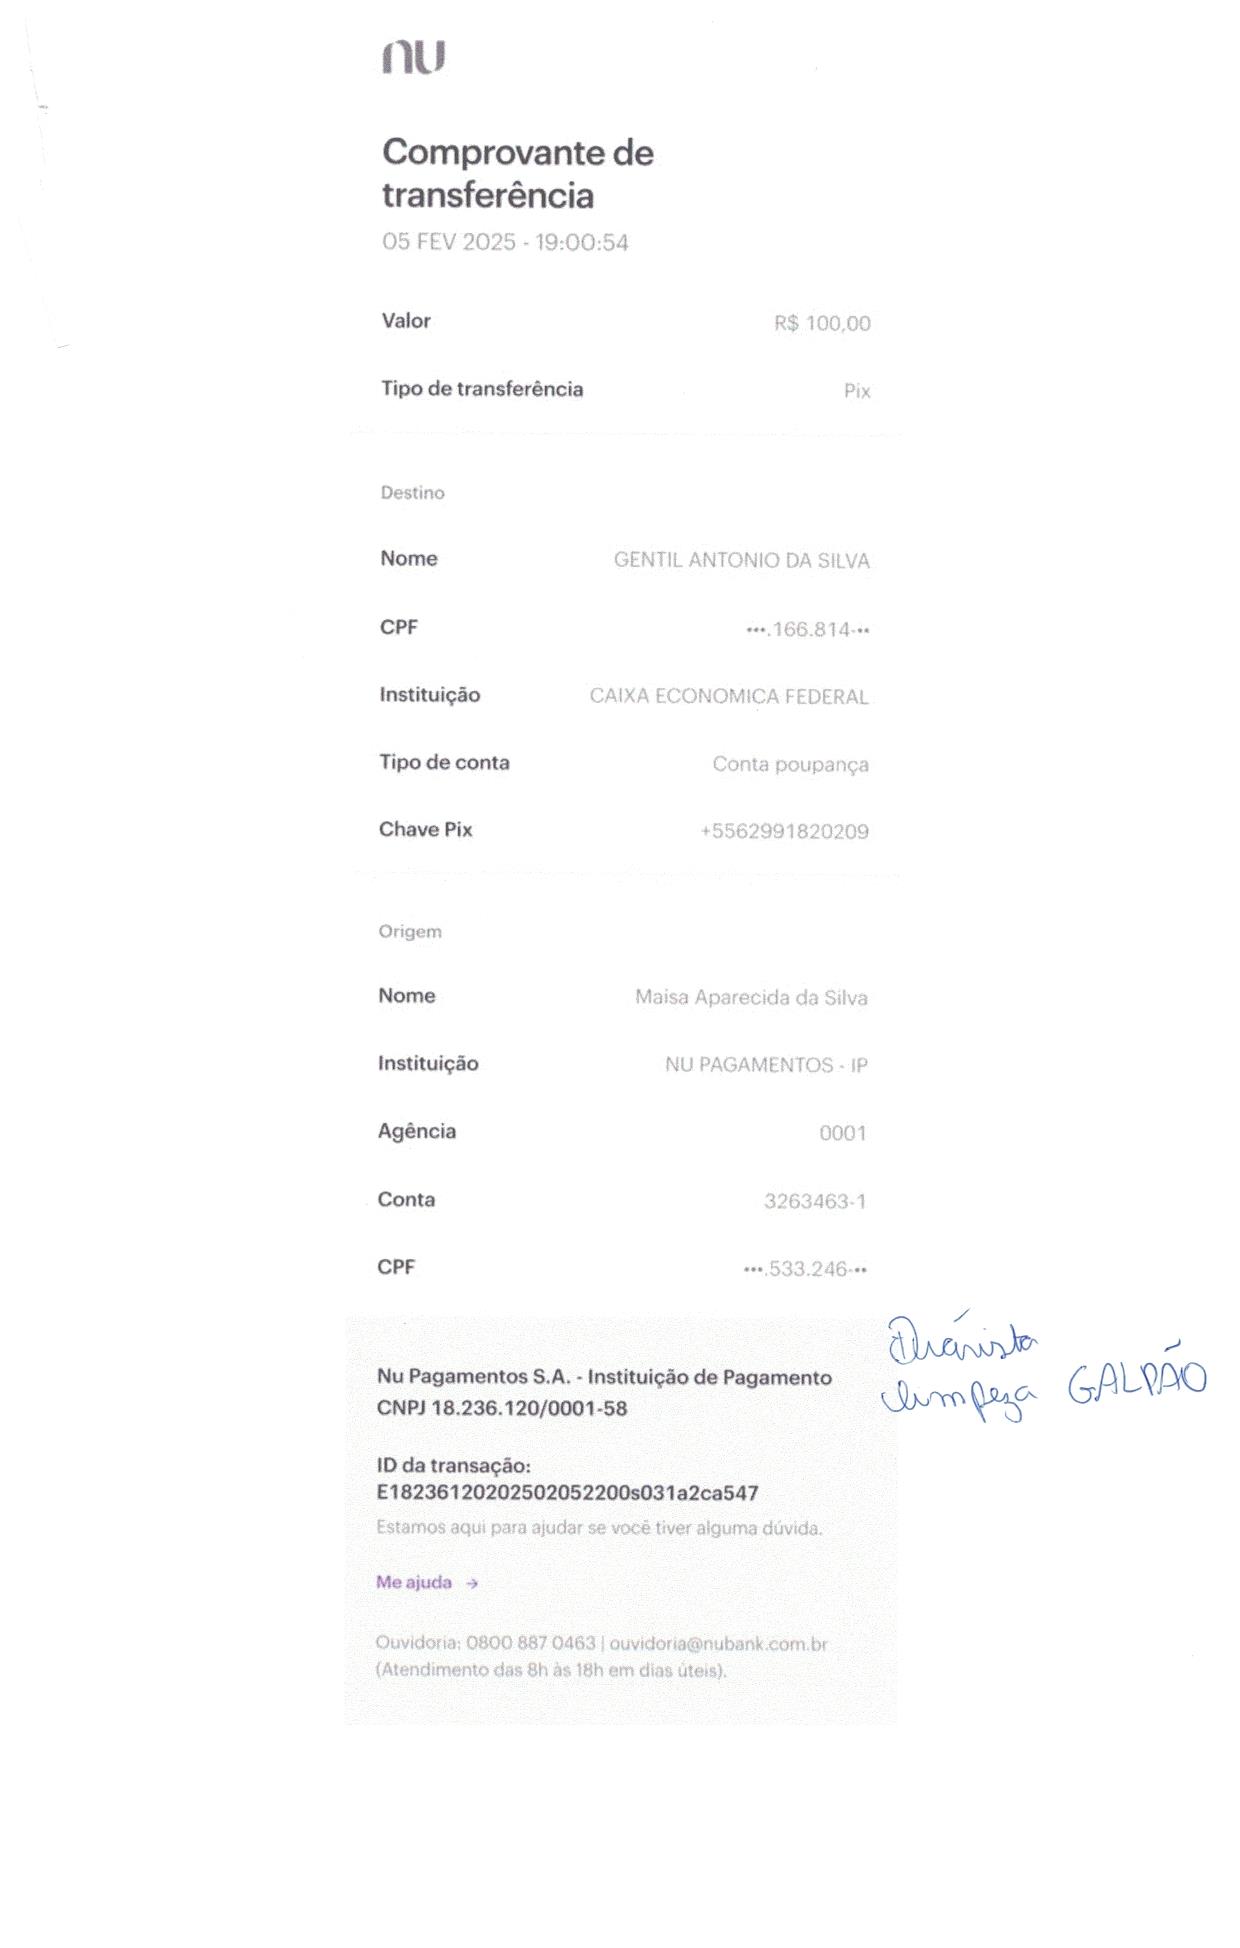 nu
Comprovante de
transferência
05 FEV 2025 - 19:00:54
Valor R$ 100,00
Tipo de transferência Pix
Destino
Nome GENTIL ANTONIO DA SILVA
CPF •••.166.814-••
Instituição CAIXA ECONOMICA FEDERAL
Tipo de conta Conta poupança
Chave Pix +5562991820209
Origem
Nome Maisa Aparecida da Silva
Instituição NU PAGAMENTOS - IP
Agência 0001
Conta 3263463-1
CPF •••.533.246-••
Diárista
limpeza GALPÃO
Nu Pagamentos S.A. - Instituição de Pagamento
CNPJ 18.236.120/0001-58
ID da transação:
E18236120202502052200s031a2ca547
Estamos aqui para ajudar se você tiver alguma dúvida.
Me ajuda →
Ouvidoria: 0800 887 0463 | ouvidoria@nubank.com.br
(Atendimento das 8h às 18h em dias úteis).